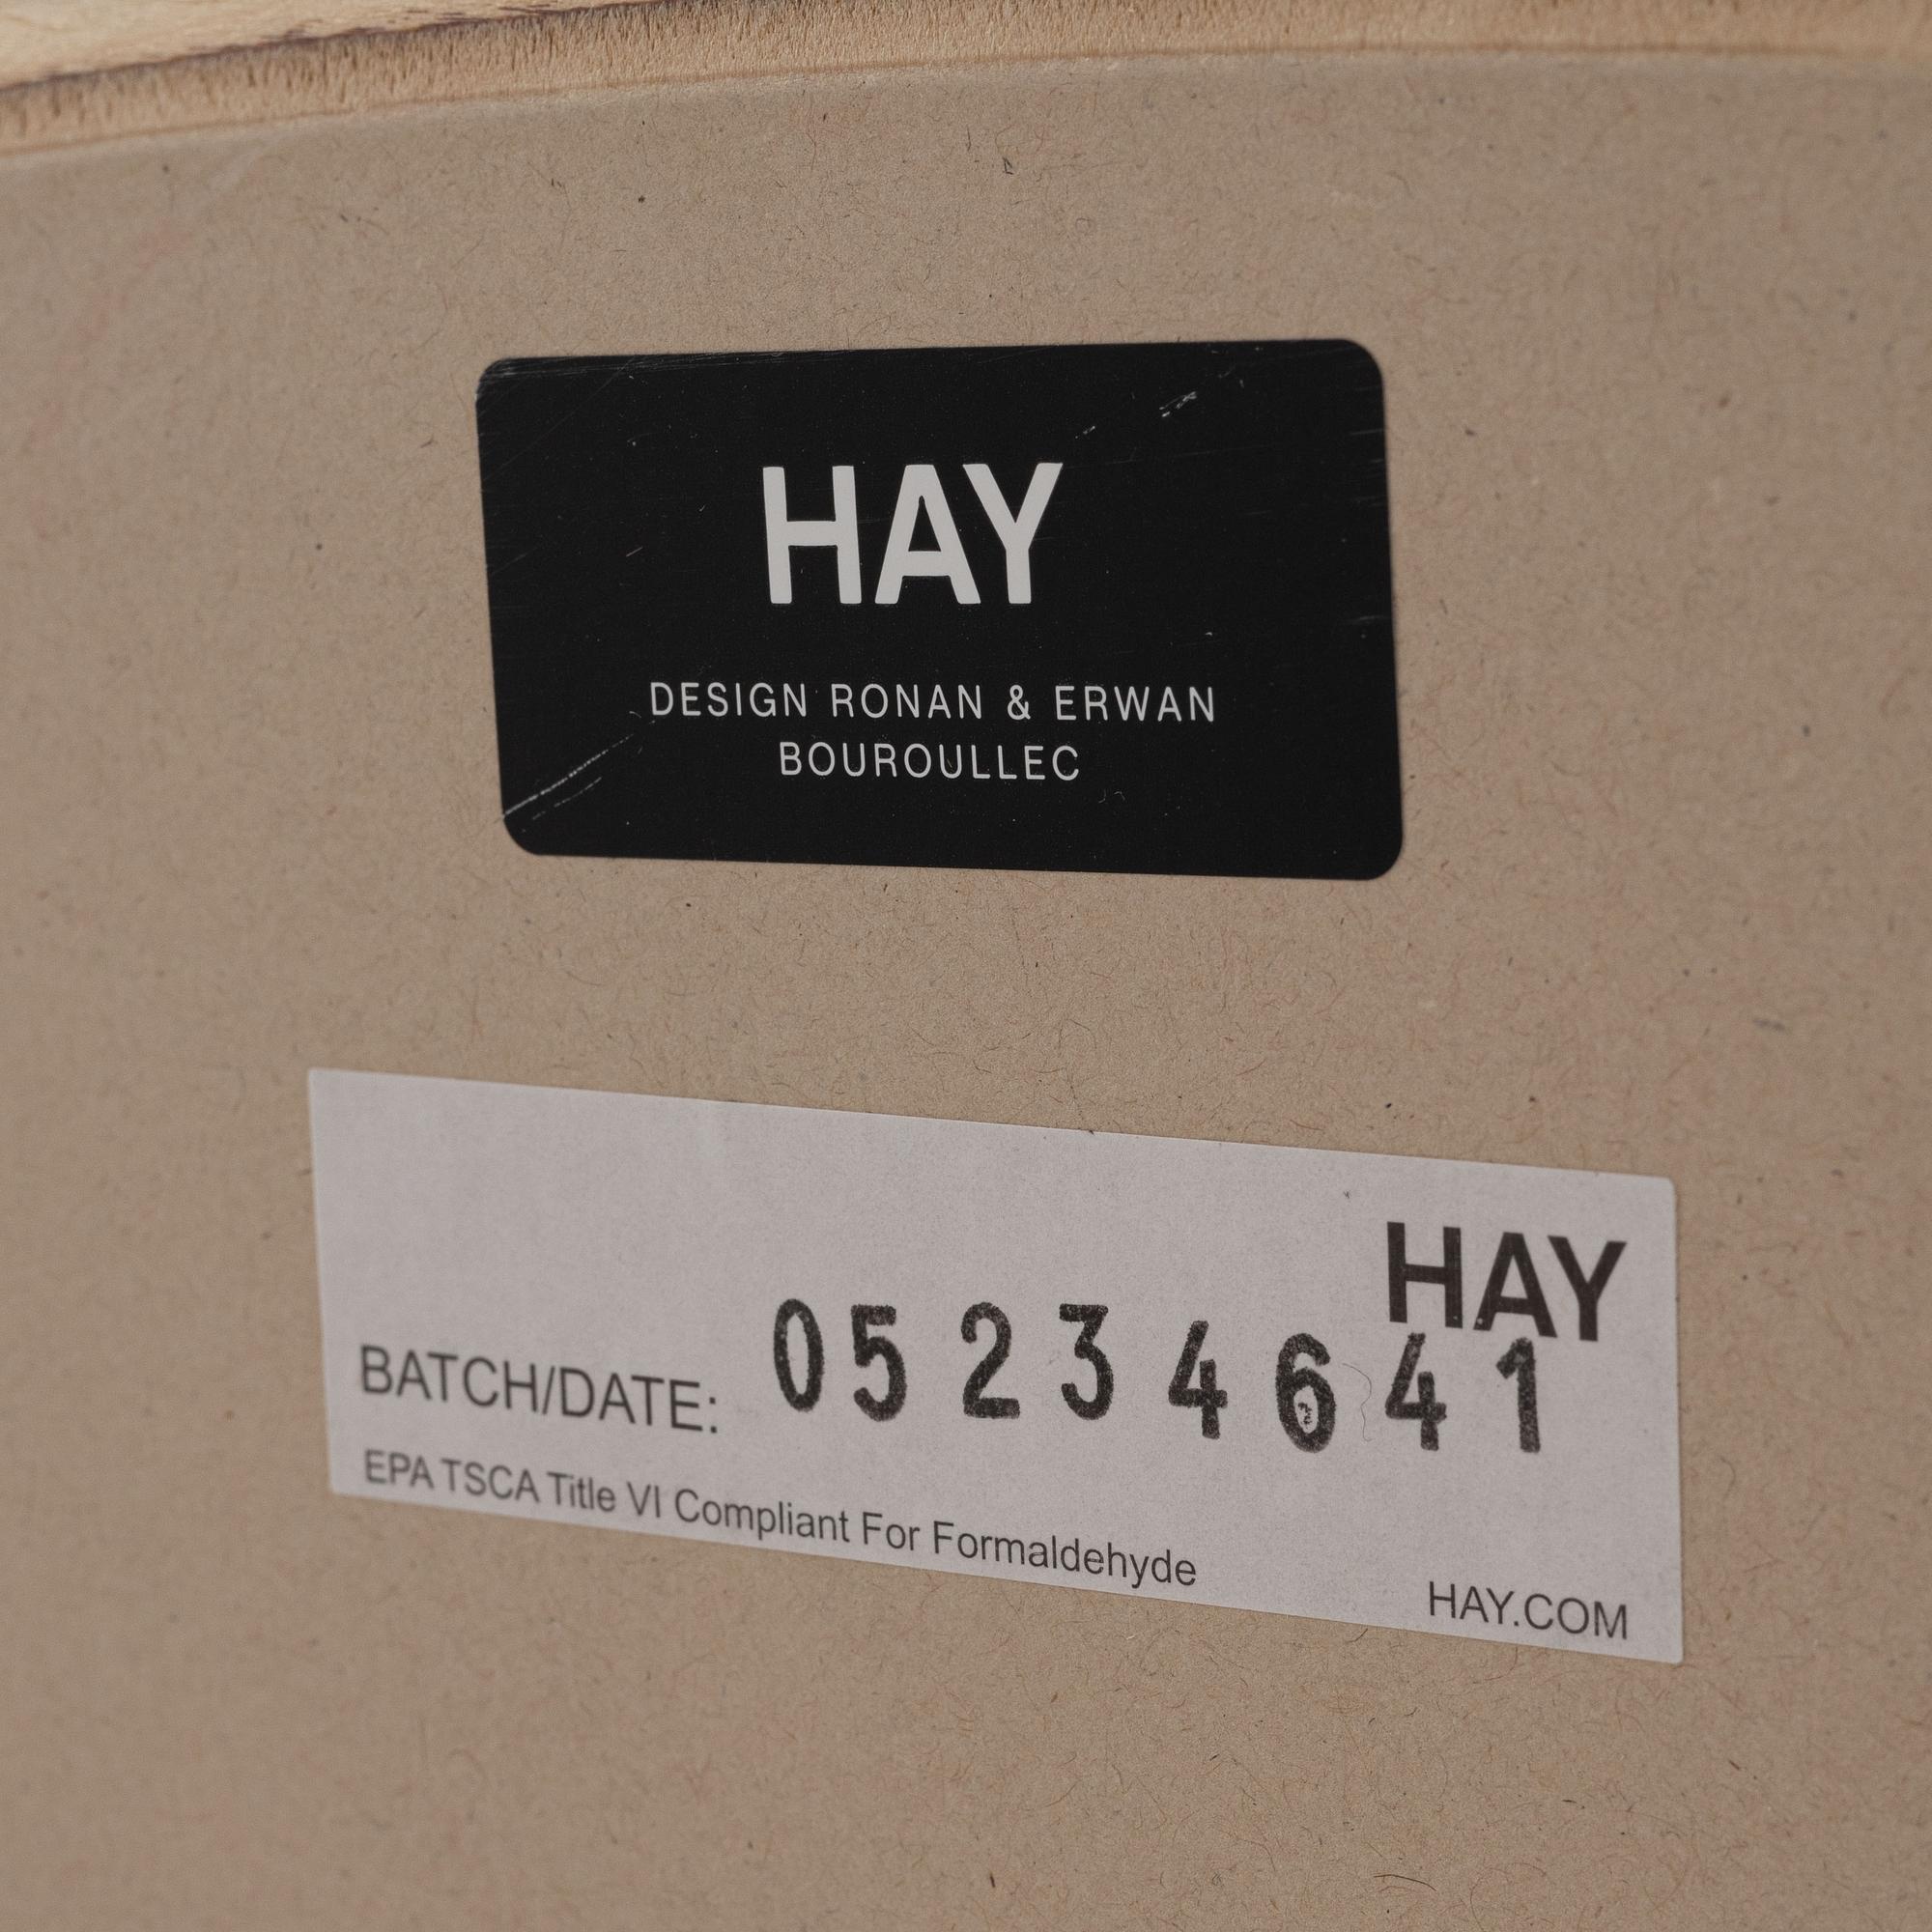 HAY
DESIGN RONAN & ERWAN
BOUROULLEC
HAY
BATCH/DATE: 05234641
EPA TSCA Title VI Compliant For Formaldehyde
HAY.COM